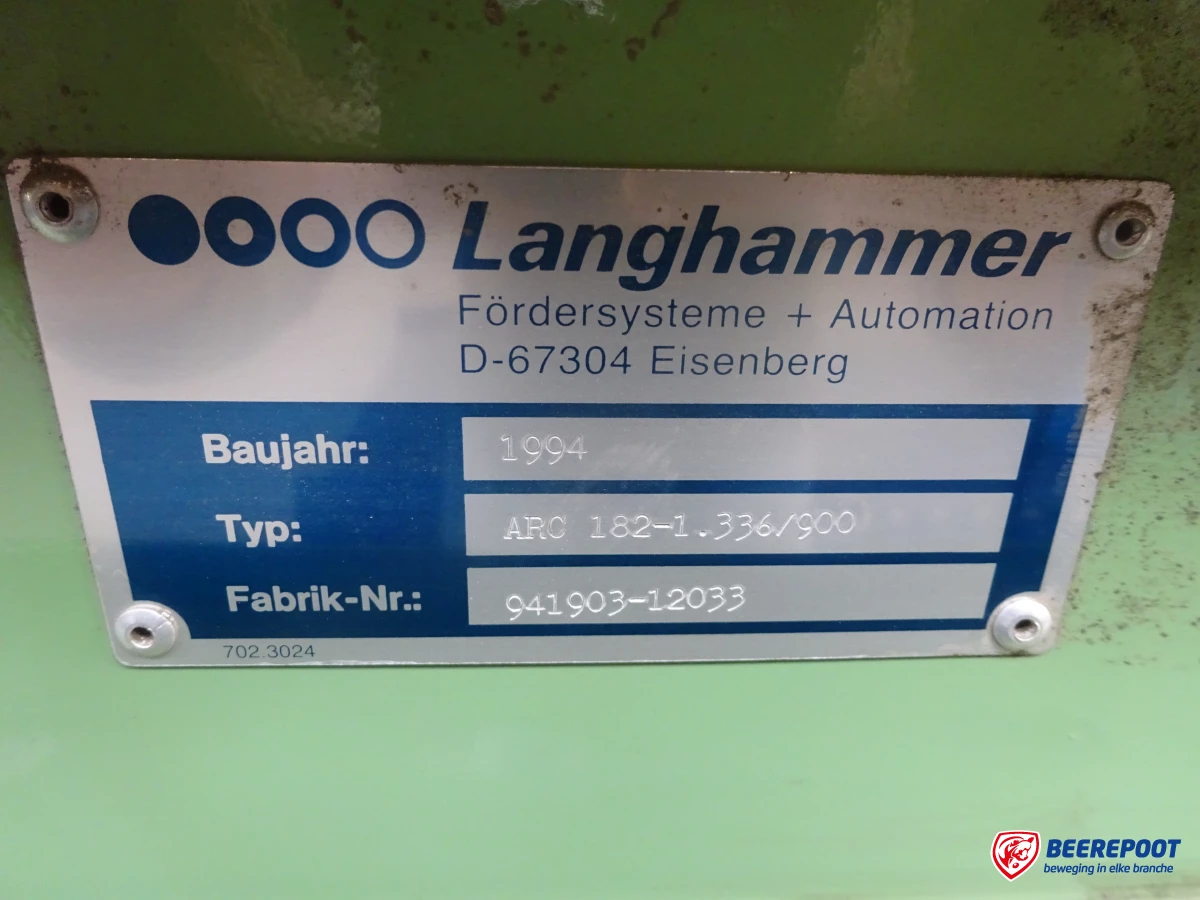 Langhammer
Fördersysteme + Automation
D-67304 Eisenberg
Baujahr: 1994
Typ: ARC 182-1.336/900
Fabrik-Nr.: 941903-12033
702.3024
BEEREPOOT
beweging in elke branche